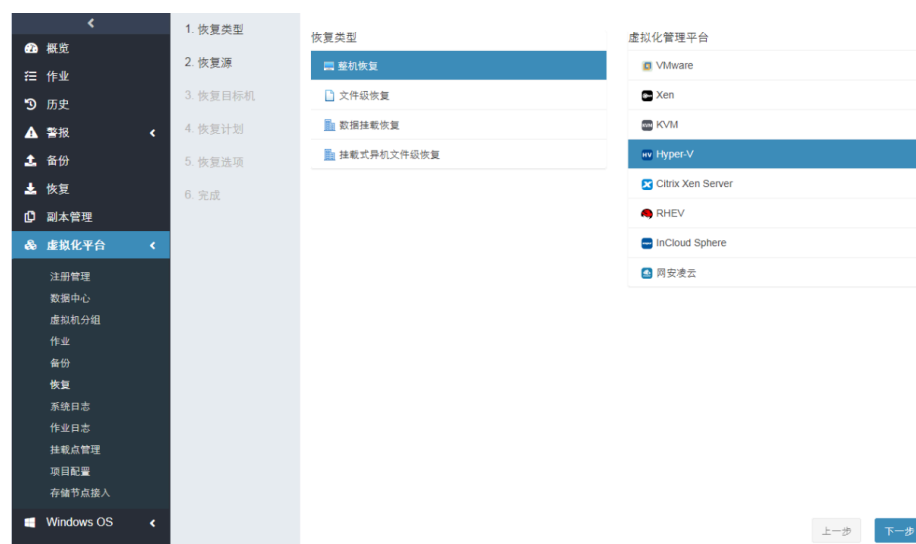 概览
作业
历史
警报
备份
恢复
副本管理
虚拟化平台
注册管理
数据中心
虚拟机分组
作业
备份
恢复
系统日志
作业日志
挂载点管理
项目配置
存储节点接入
Windows OS
1. 恢复类型
2. 恢复源
3. 恢复目标机
4. 恢复计划
5. 恢复选项
6. 完成
恢复类型
整机恢复
文件级恢复
数据挂载恢复
挂载式异机文件级恢复
虚拟化管理平台
VMware
Xen
KVM
HV Hyper-V
Citrix Xen Server
RHEV
InCloud Sphere
网安凌云
上一步
下一步